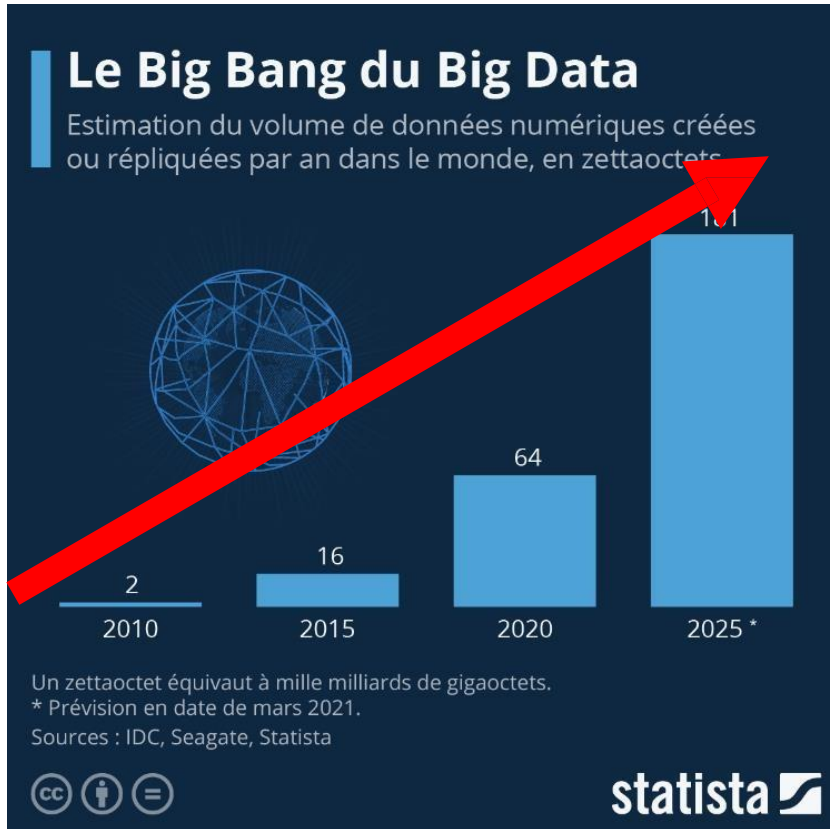 Le Big Bang du Big Data
Estimation du volume de données numériques créées
ou répliquées par an dans le monde, en zettaoctets
181
64
16
2
2010 2015 2020 2025 *
Un zettaoctet équivaut à mille milliards de gigaoctets.
* Prévision en date de mars 2021.
Sources : IDC, Seagate, Statista
cc
statista